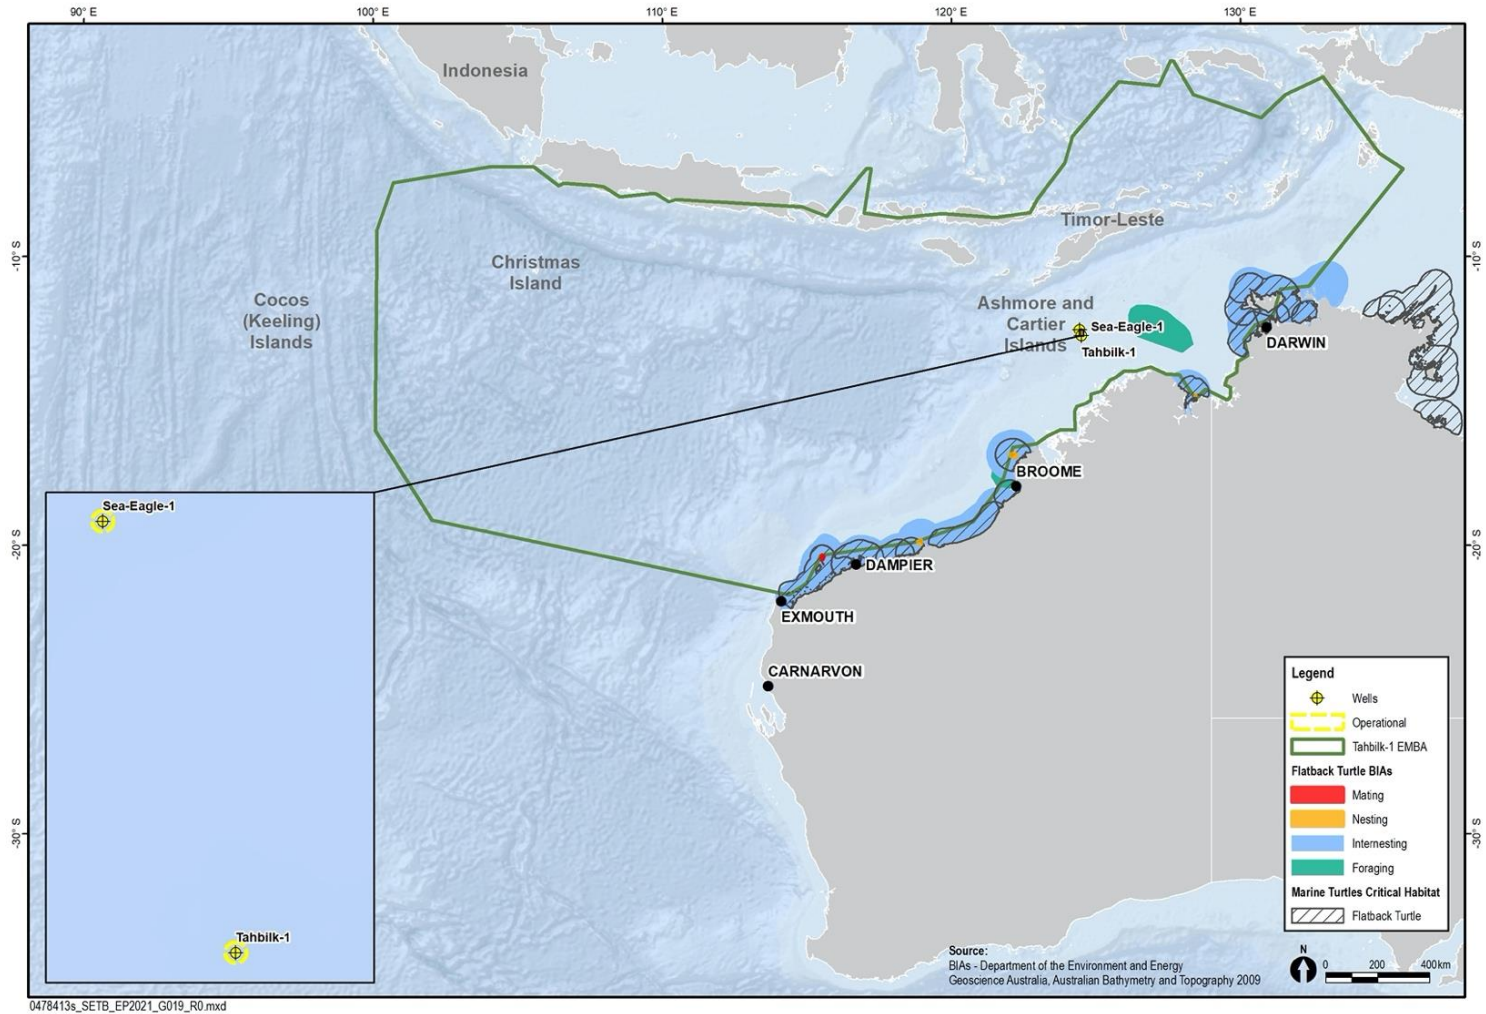 90° E
100° E
110° E
120° E
130° E
Indonesia
Timor-Leste
-10° S
-10° S
Christmas
Island
Cocos
(Keeling)
Islands
Ashmore and
Cartier
Islands
Sea-Eagle-1
Tahbilk-1
DARWIN
BROOME
Sea-Eagle-1
-20° S
-20° S
DAMPIER
EXMOUTH
CARNARVON
Legend
Wells
Operational
Tahbilk-1 EMBA
Flatback Turtle BIAs
Mating
Nesting
Internesting
Foraging
Marine Turtles Critical Habitat
Flatback Turtle
-30° S
-30° S
Tahbilk-1
Source:
BIAs - Department of the Environment and Energy
Geoscience Australia, Australian Bathymetry and Topography 2009
N
0 200 400km
0478413s_SETB_EP2021_G019_R0.mxd